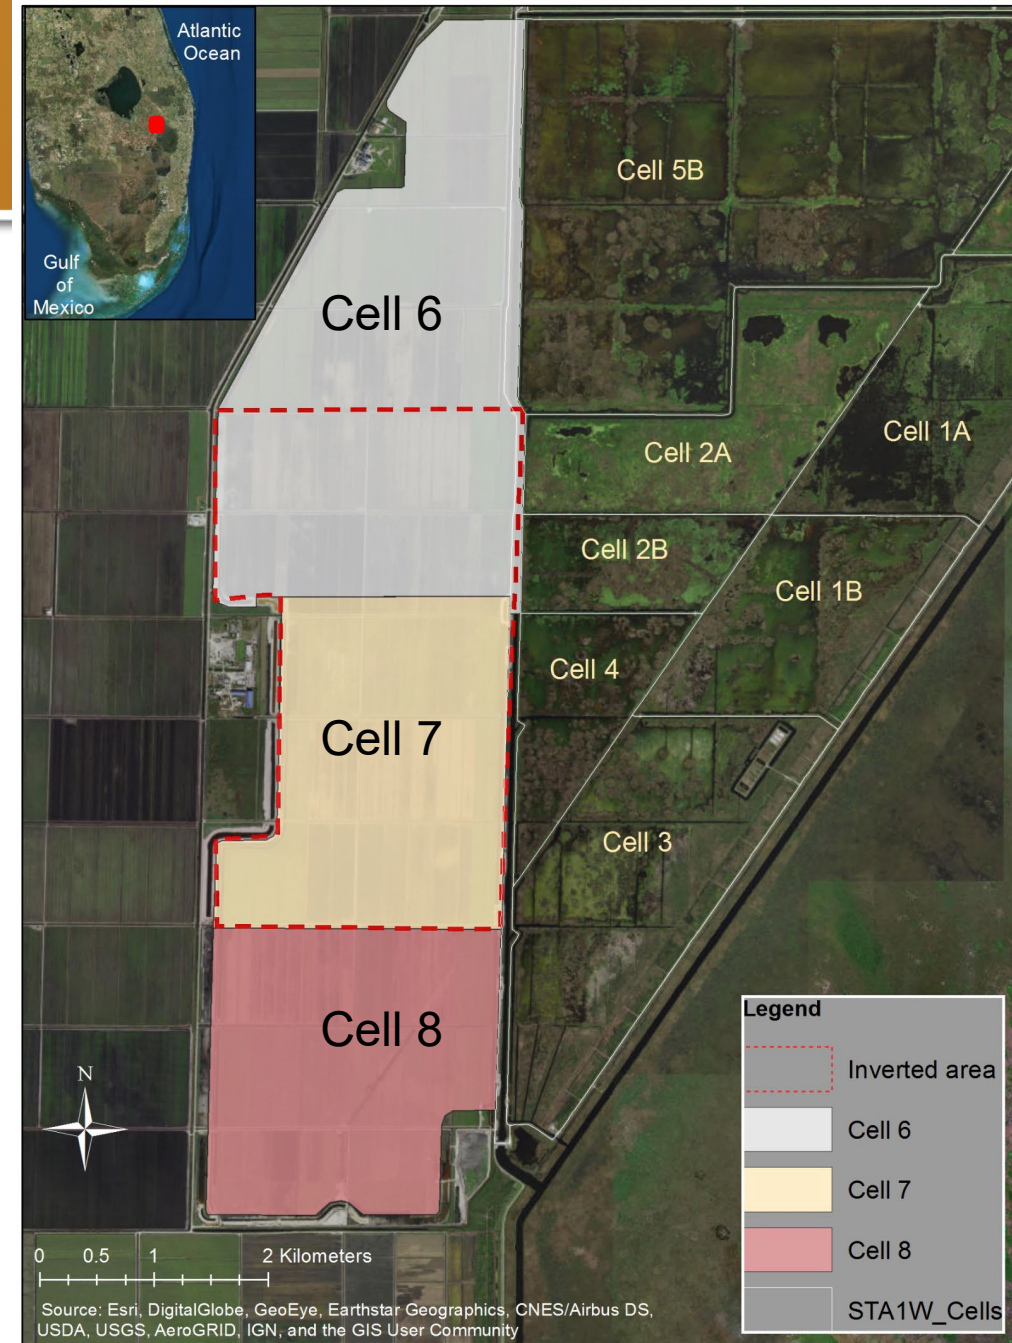 Atlantic
Ocean
Gulf
of
Mexico
Cell 5B
Cell 6
Cell 1A
Cell 2A
Cell 2B
Cell 1B
Cell 4
Cell 7
Cell 3
Cell 8
N
Legend
Inverted area
Cell 6
Cell 7
Cell 8
STA1W_Cells
0 0.5 1 2 Kilometers
Source: Esri, DigitalGlobe, GeoEye, Earthstar Geographics, CNES/Airbus DS,
USDA, USGS, AeroGRID, IGN, and the GIS User Community